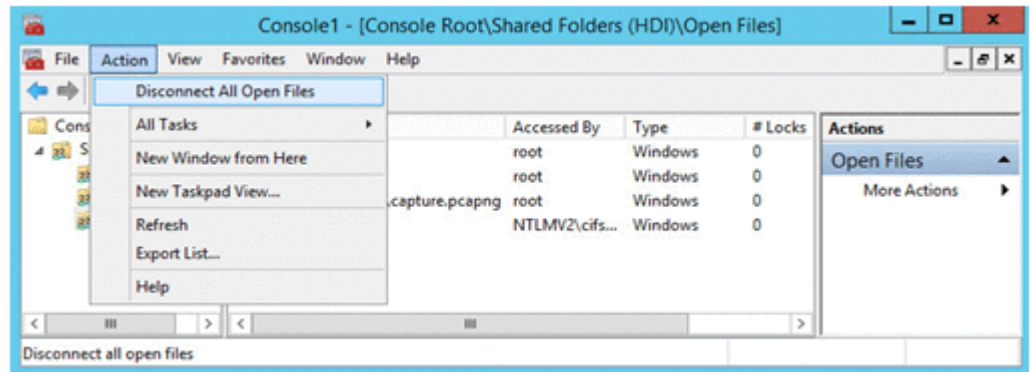 Console1 - [Console Root\Shared Folders (HDI)\Open Files]
File Action View Favorites Window Help
Disconnect All Open Files
All Tasks
New Window from Here
New Taskpad View...
Refresh
Export List...
Help
Cons
S
Accessed By Type # Locks
root Windows 0
root Windows 0
\capture.pcapng root Windows 0
NTLMV2\cifs... Windows 0
Actions
Open Files
More Actions
Disconnect all open files